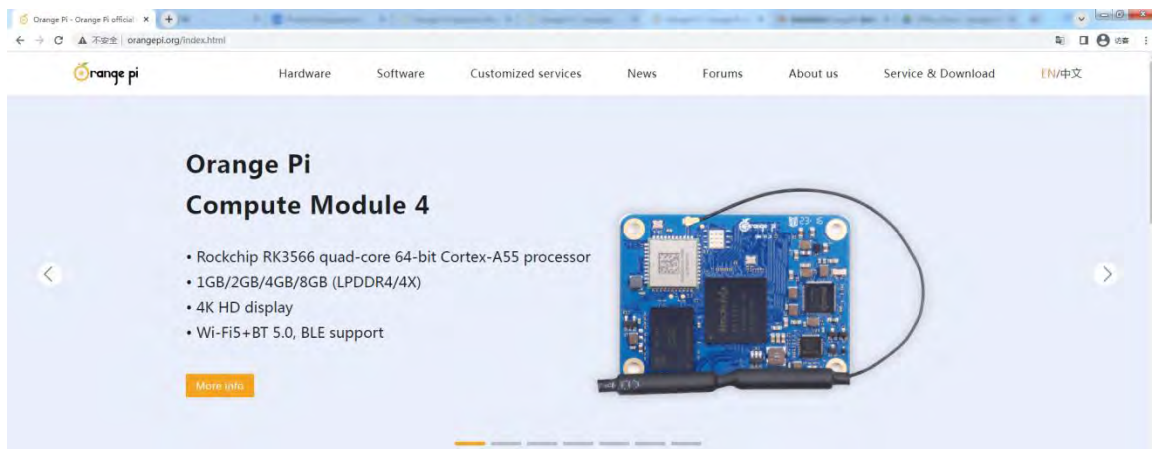 Orange Pi - Orange Pi official
不安全 | orangepi.org/index.html
访客
Orange pi
Hardware
Software
Customized services
News
Forums
About us
Service & Download
EN/中文
Orange Pi
Compute Module 4
• Rockchip RK3566 quad-core 64-bit Cortex-A55 processor
• 1GB/2GB/4GB/8GB (LPDDR4/4X)
• 4K HD display
• Wi-Fi5+BT 5.0, BLE support
More info